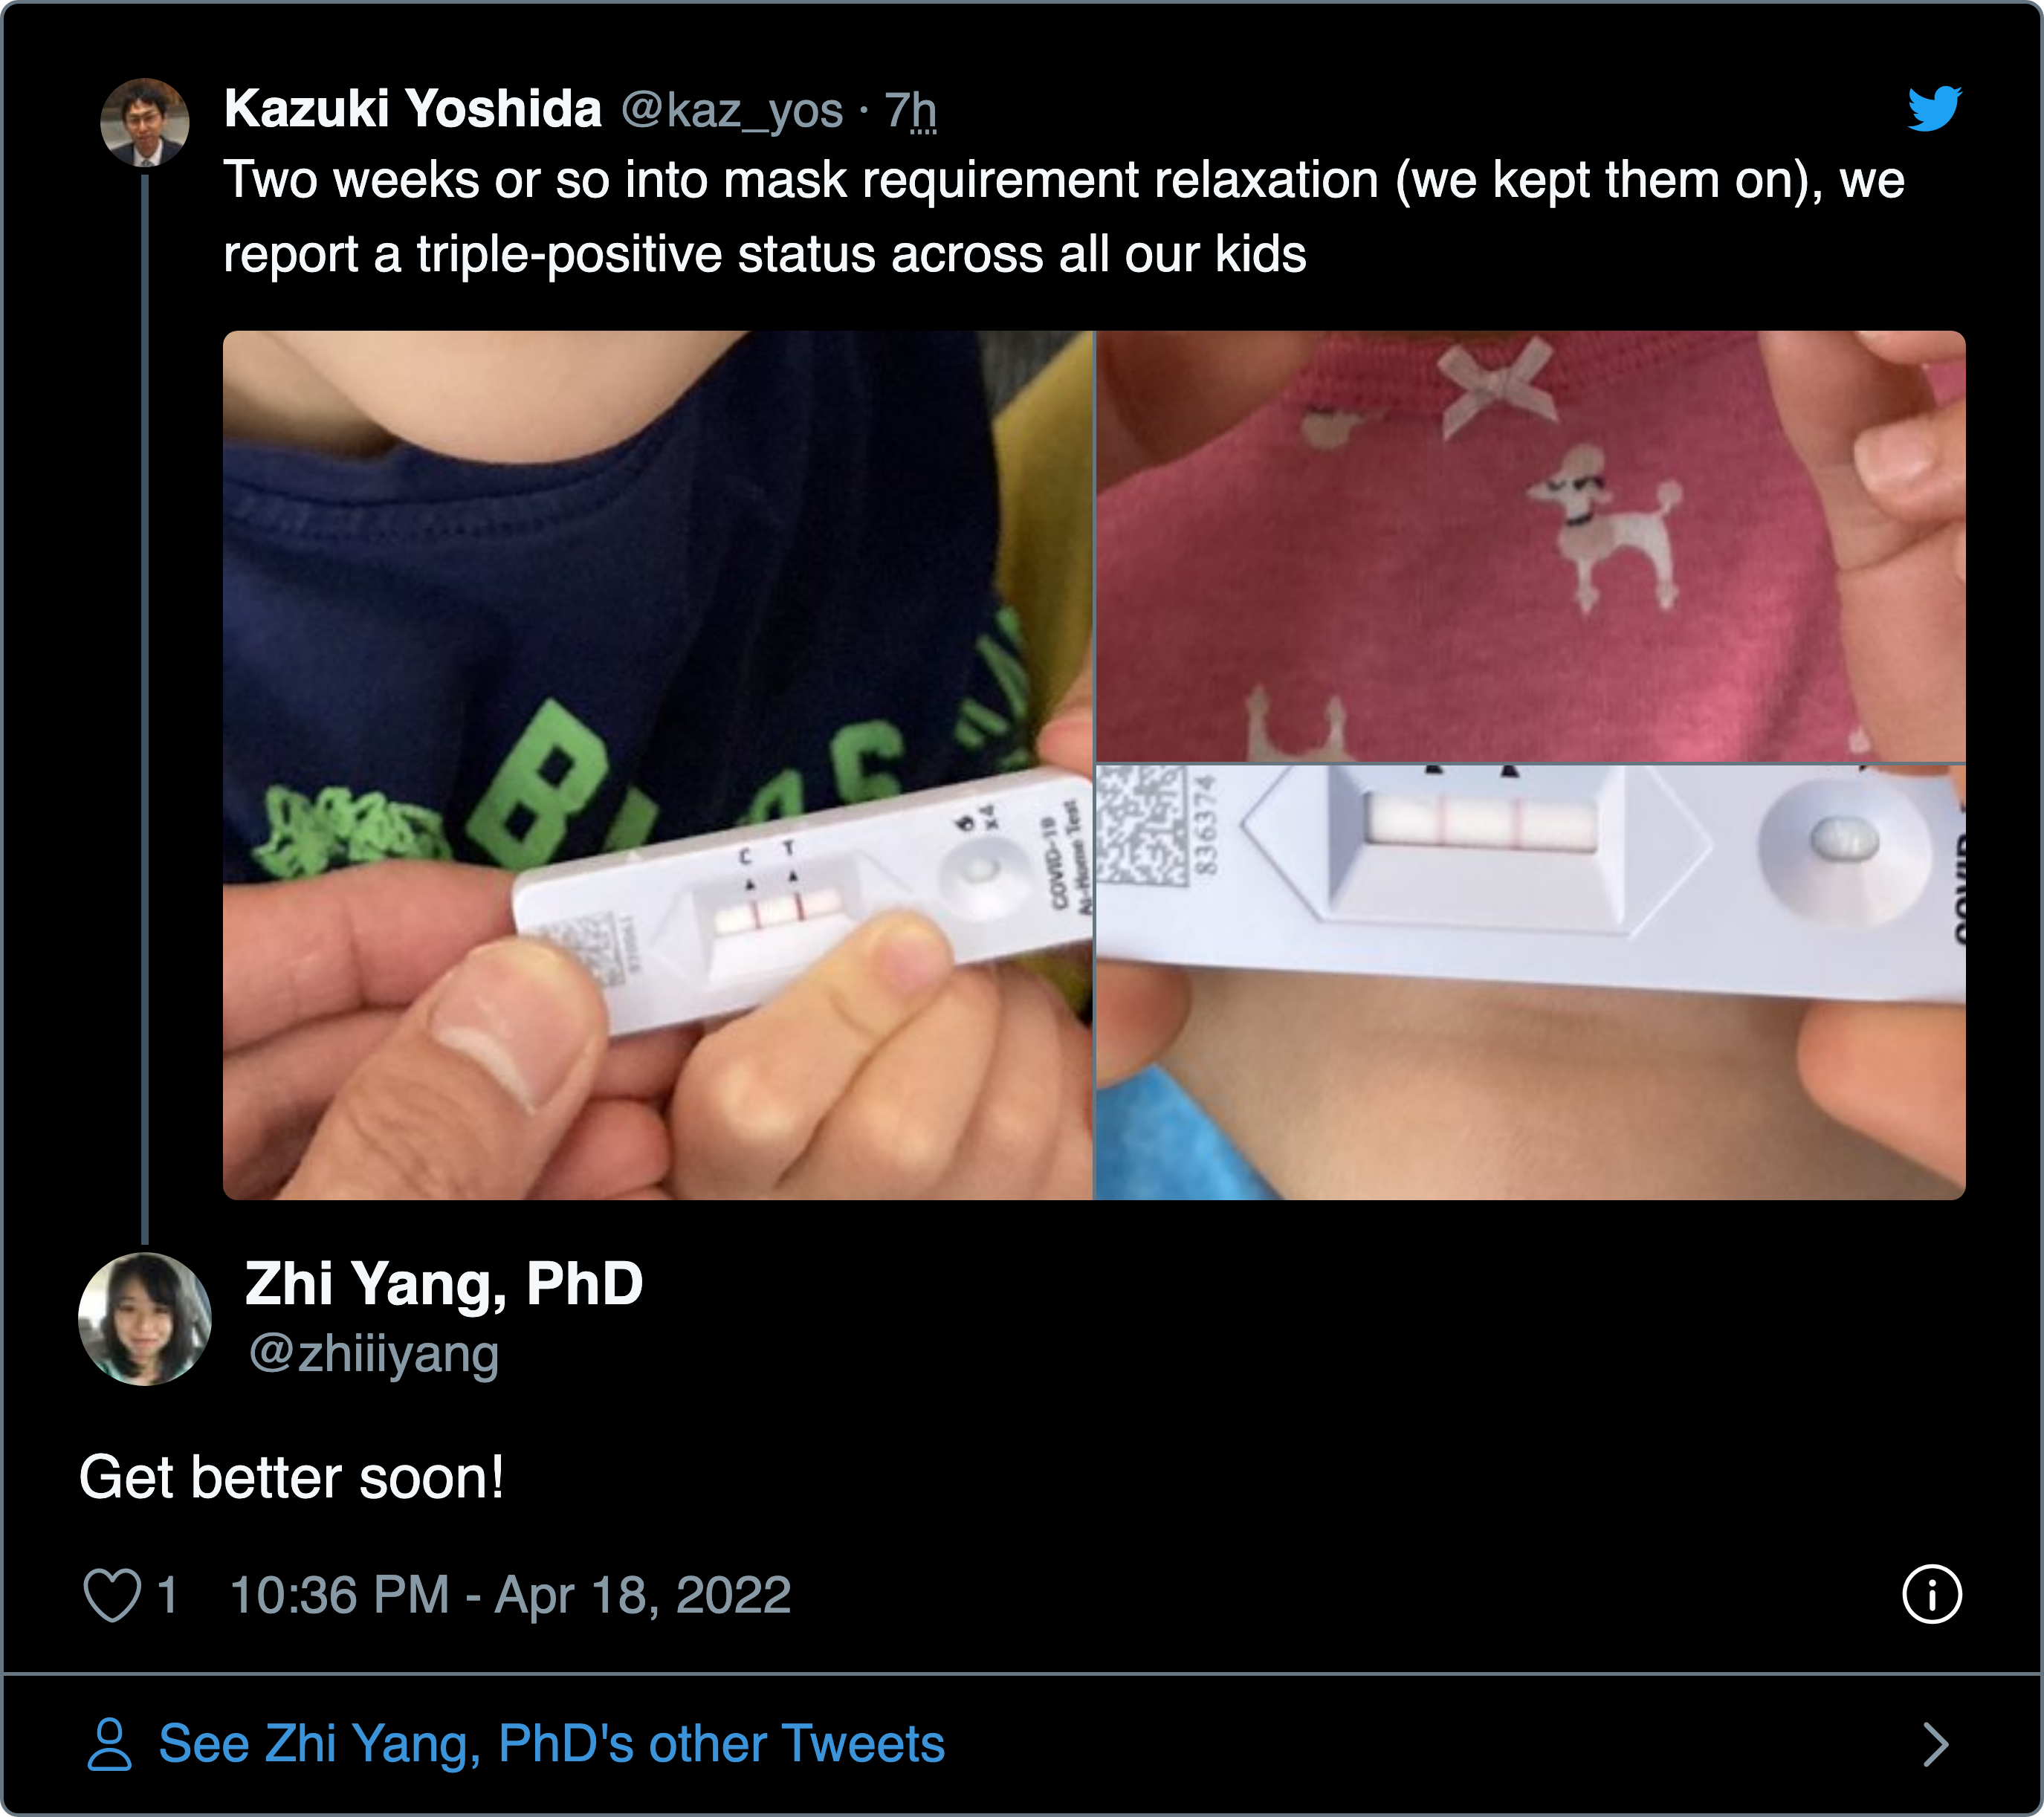 Kazuki Yoshida @kaz_yos · 7h
Two weeks or so into mask requirement relaxation (we kept them on), we
report a triple-positive status across all our kids
C T
x4
COVID-19
At-Home Test
836374
Zhi Yang, PhD
@zhiiiyang
Get better soon!
1 10:36 PM - Apr 18, 2022
See Zhi Yang, PhD's other Tweets